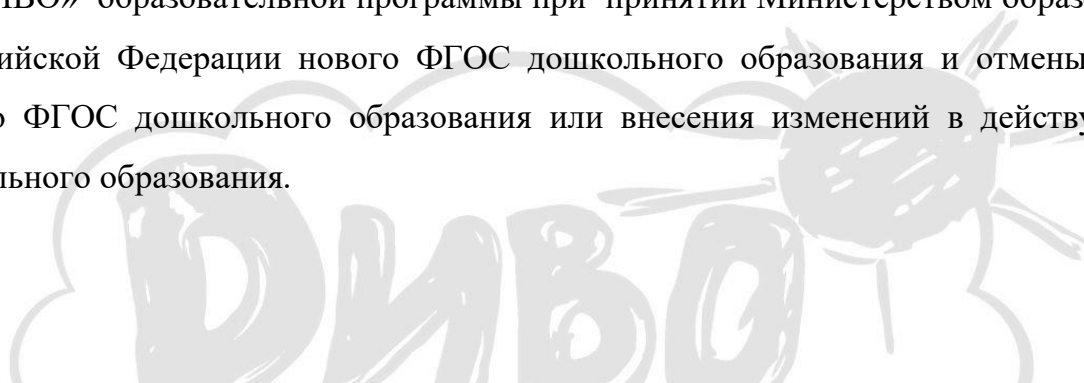 ИВО» образовательной программы при принятии Министерством образ
ийской Федерации нового ФГОС дошкольного образования и отмены
о ФГОС дошкольного образования или внесения изменений в действу
льного образования.
Диво